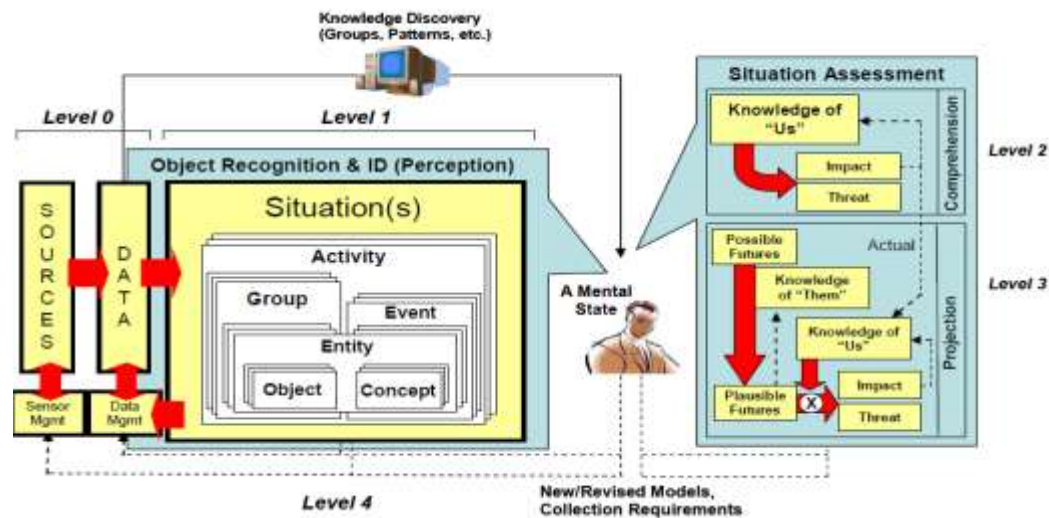 Knowledge Discovery
(Groups, Patterns, etc.)
Level 0
Level 1
Object Recognition & ID (Perception)
SOURCES
DATA
Situation(s)
Activity
Group
Event
Entity
Object
Concept
Sensor
Mgmt
Data
Mgmt
A Mental
State
Situation Assessment
Knowledge of
"Us"
Impact
Threat
Comprehension
Level 2
Possible
Futures
Actual
Knowledge
of "Them"
Level 3
Knowledge of
"Us"
Projection
Plausible
Futures
X
Impact
Threat
Level 4
New/Revised Models,
Collection Requirements